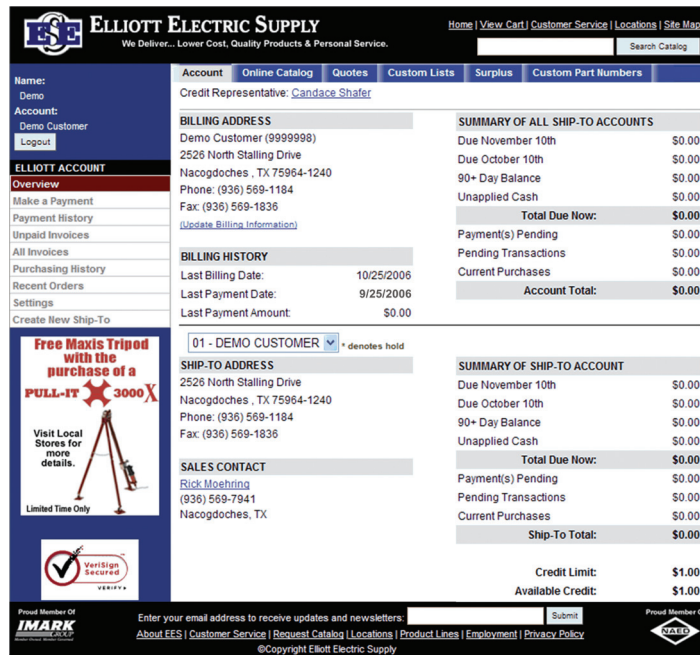 ESE
ELLIOTT ELECTRIC SUPPLY
We Deliver... Lower Cost, Quality Products & Personal Service.
Home | View Cart | Customer Service | Locations | Site Map
Search Catalog
Name:
Demo
Account:
Demo Customer
Logout
ELLIOTT ACCOUNT
Overview
Make a Payment
Payment History
Unpaid Invoices
All Invoices
Purchasing History
Recent Orders
Settings
Create New Ship-To
Free Maxis Tripod
with the
purchase of a
PULL-IT 3000X
Visit Local
Stores for
more
details.
Limited Time Only
VeriSign
Secured
VERIFY
Account Online Catalog Quotes Custom Lists Surplus Custom Part Numbers
Credit Representative: Candace Shafer
BILLING ADDRESS
Demo Customer (9999998)
2526 North Stalling Drive
Nacogdoches , TX 75964-1240
Phone: (936) 569-1184
Fax: (936) 569-1836
(Update Billing Information)
BILLING HISTORY
Last Billing Date: 10/25/2006
Last Payment Date: 9/25/2006
Last Payment Amount: $0.00
SUMMARY OF ALL SHIP-TO ACCOUNTS
Due November 10th $0.00
Due October 10th $0.00
90+ Day Balance $0.00
Unapplied Cash $0.00
Total Due Now: $0.00
Payment(s) Pending $0.00
Pending Transactions $0.00
Current Purchases $0.00
Account Total: $0.00
01 - DEMO CUSTOMER * denotes hold
SHIP-TO ADDRESS
2526 North Stalling Drive
Nacogdoches , TX 75964-1240
Phone: (936) 569-1184
Fax: (936) 569-1836
SALES CONTACT
Rick Moehring
(936) 569-7941
Nacogdoches, TX
SUMMARY OF SHIP-TO ACCOUNT
Due November 10th $0.00
Due October 10th $0.00
90+ Day Balance $0.00
Unapplied Cash $0.00
Total Due Now: $0.00
Payment(s) Pending $0.00
Pending Transactions $0.00
Current Purchases $0.00
Ship-To Total: $0.00
Credit Limit: $1.00
Available Credit: $1.00
Proud Member Of
IMARK
GROUP
Enter your email address to receive updates and newsletters: Submit
About EES | Customer Service | Request Catalog | Locations | Product Lines | Employment | Privacy Policy
©Copyright Elliott Electric Supply
Proud Member
NAED